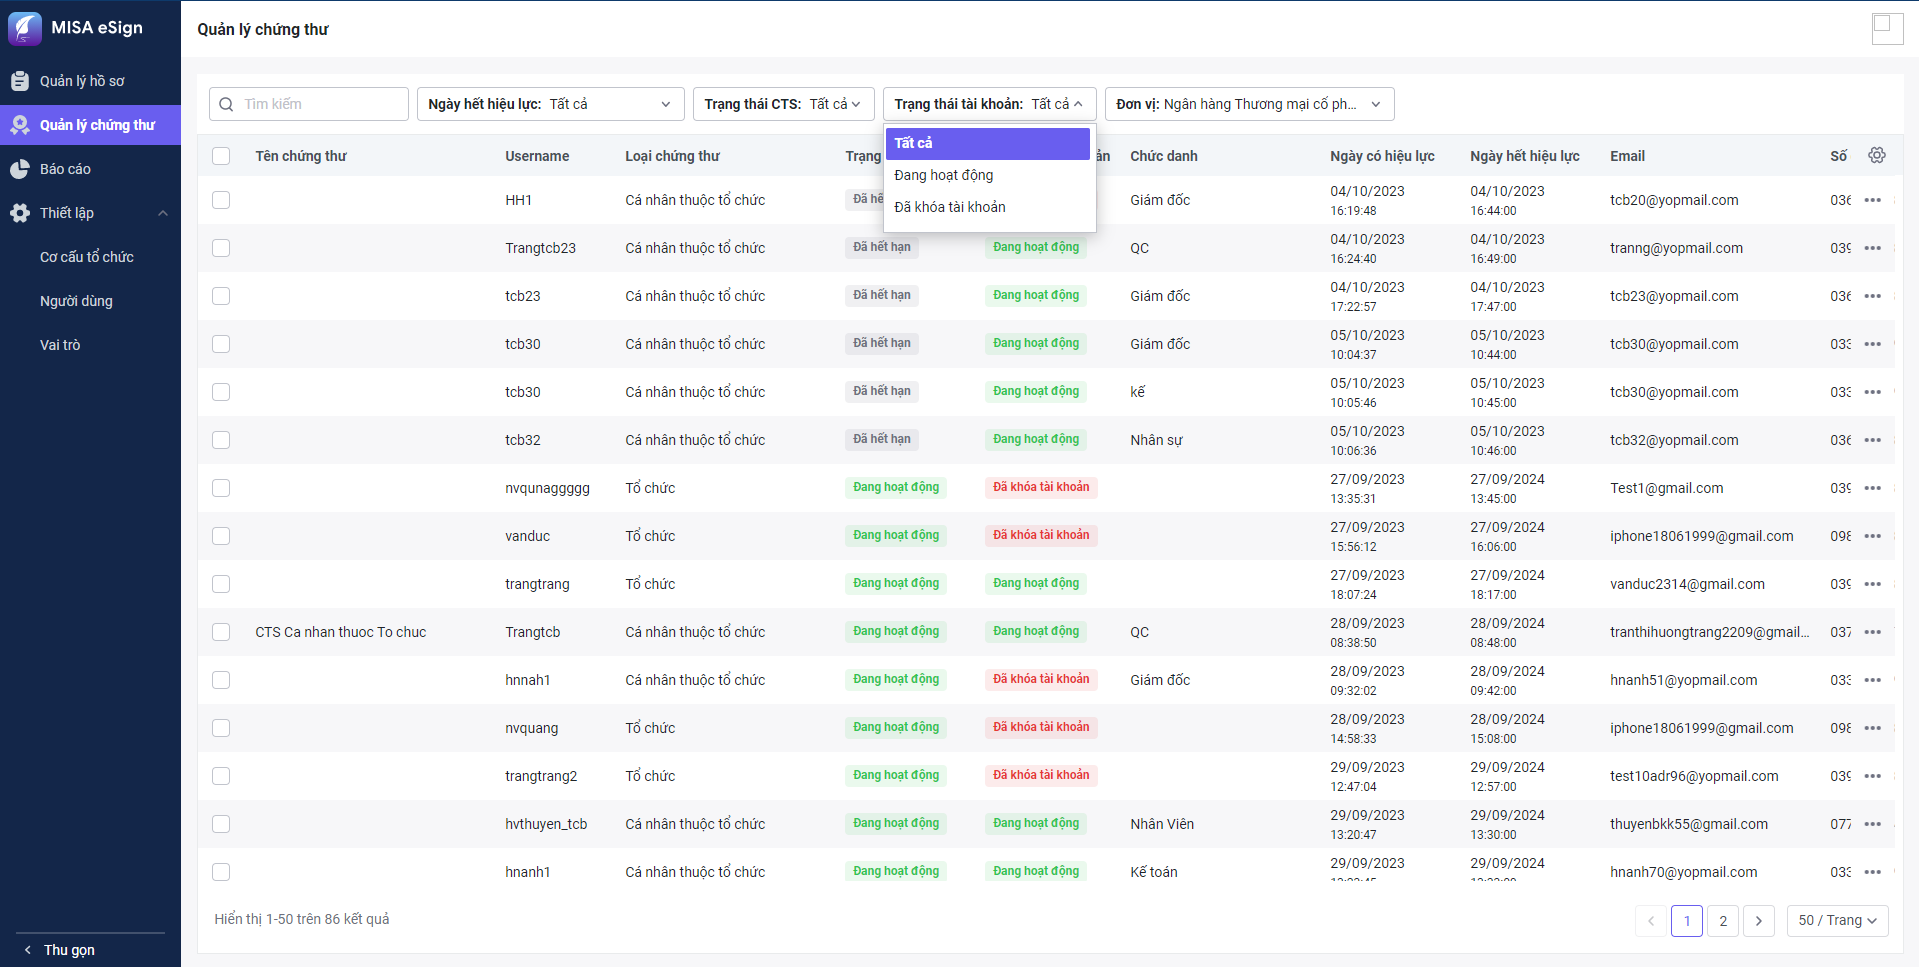 MISA eSign
Quản lý chứng thư
Quản lý hồ sơ
Quản lý chứng thư
Báo cáo
Thiết lập
Cơ cấu tổ chức
Người dùng
Vai trò
Thu gọn
Tìm kiếm
Ngày hết hiệu lực: Tất cả
Trạng thái CTS: Tất cả
Trạng thái tài khoản: Tất cả
Đơn vị: Ngân hàng Thương mại cổ ph...
Tất cả
Đang hoạt động
Đã khóa tài khoản
Tên chứng thư Username Loại chứng thư Trạng Chức danh Ngày có hiệu lực Ngày hết hiệu lực Email Số
HH1 Cá nhân thuộc tổ chức Đã Giám đốc 04/10/2023 04/10/2023 tcb20@yopmail.com 036
16:19:48 16:44:00
Trangtcb23 Cá nhân thuộc tổ chức Đã hết hạn Đang hoạt động QC 04/10/2023 04/10/2023 tranng@yopmail.com 039
16:24:40 16:49:00
tcb23 Cá nhân thuộc tổ chức Đã hết hạn Đang hoạt động Giám đốc 04/10/2023 04/10/2023 tcb23@yopmail.com 036
17:22:57 17:47:00
tcb30 Cá nhân thuộc tổ chức Đã hết hạn Đang hoạt động Giám đốc 05/10/2023 05/10/2023 tcb30@yopmail.com 033
10:04:37 10:44:00
tcb30 Cá nhân thuộc tổ chức Đã hết hạn Đang hoạt động kế 05/10/2023 05/10/2023 tcb30@yopmail.com 033
10:05:46 10:45:00
tcb32 Cá nhân thuộc tổ chức Đã hết hạn Đang hoạt động Nhân sự 05/10/2023 05/10/2023 tcb32@yopmail.com 036
10:06:36 10:46:00
nvqunaggggg Tổ chức Đang hoạt động Đã khóa tài khoản 27/09/2023 27/09/2024 Test1@gmail.com 039
13:35:31 13:45:00
vanduc Tổ chức Đang hoạt động Đã khóa tài khoản 27/09/2023 27/09/2024 iphone18061999@gmail.com 098
15:56:12 16:06:00
trangtrang Tổ chức Đang hoạt động Đang hoạt động 27/09/2023 27/09/2024 vanduc2314@gmail.com 039
18:07:24 18:17:00
CTS Ca nhan thuoc To chuc Trangtcb Cá nhân thuộc tổ chức Đang hoạt động Đang hoạt động QC 28/09/2023 28/09/2024 tranthihuongtrang2209@gmail... 037
08:38:50 08:48:00
hnnah1 Cá nhân thuộc tổ chức Đang hoạt động Đã khóa tài khoản Giám đốc 28/09/2023 28/09/2024 hnanh51@yopmail.com 033
09:32:02 09:42:00
nvquang Tổ chức Đang hoạt động Đã khóa tài khoản 28/09/2023 28/09/2024 iphone18061999@gmail.com 098
14:58:33 15:08:00
trangtrang2 Tổ chức Đang hoạt động Đã khóa tài khoản 29/09/2023 29/09/2024 test10adr96@yopmail.com 039
12:47:04 12:57:00
hvthuyen_tcb Cá nhân thuộc tổ chức Đang hoạt động Đang hoạt động Nhân Viên 29/09/2023 29/09/2024 thuyenbkk55@gmail.com 077
13:20:47 13:30:00
hnanh1 Cá nhân thuộc tổ chức Đang hoạt động Đang hoạt động Kế toán 29/09/2023 29/09/2024 hnanh70@yopmail.com 033
Hiển thị 1-50 trên 86 kết quả
1 2 50 / Trang